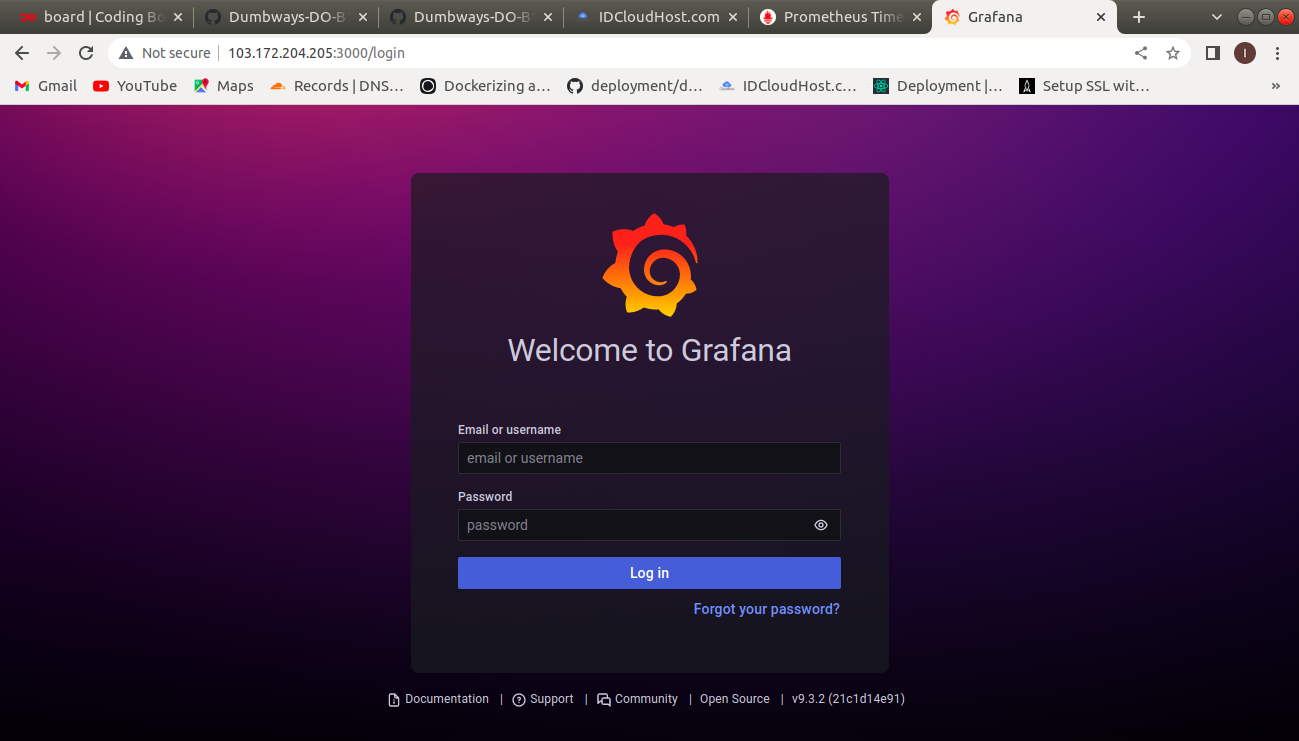 board | Coding Bo
Dumbways-DO-B
Dumbways-DO-B
IDCloudHost.com
Prometheus Time
Grafana
Not secure
103.172.204.205:3000/login
I
Gmail
YouTube
Maps
Records | DNS...
Dockerizing a...
deployment/d...
IDCloudHost.c...
Deployment |...
Setup SSL wit...
»
Welcome to Grafana
Email or username
email or username
Password
password
Log in
Forgot your password?
Documentation | Support | Community | Open Source | v9.3.2 (21c1d14e91)